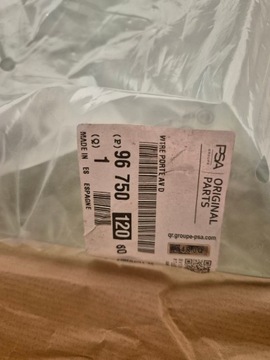 PSA
ORIGINAL
PARTS
qr.groupe-psa.com
VITRE PORTE AV D
(P) 96 750 120 80
(Q) 1
MADE IN ES ESPAGNE